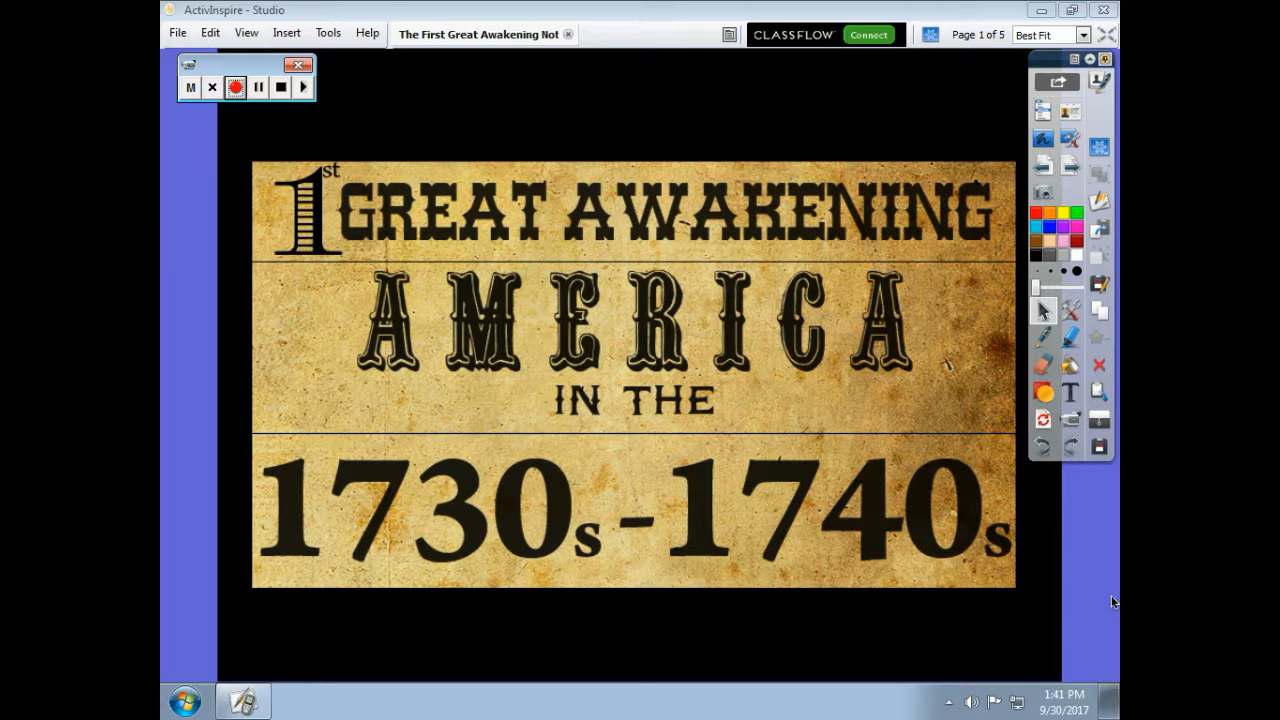 ActivInspire - Studio
File Edit View Insert Tools Help
The First Great Awakening Not
CLASSFLOW Connect
Page 1 of 5
Best Fit
M
1st GREAT AWAKENING
AMERICA
IN THE
1730s - 1740s
T
1:41 PM
9/30/2017